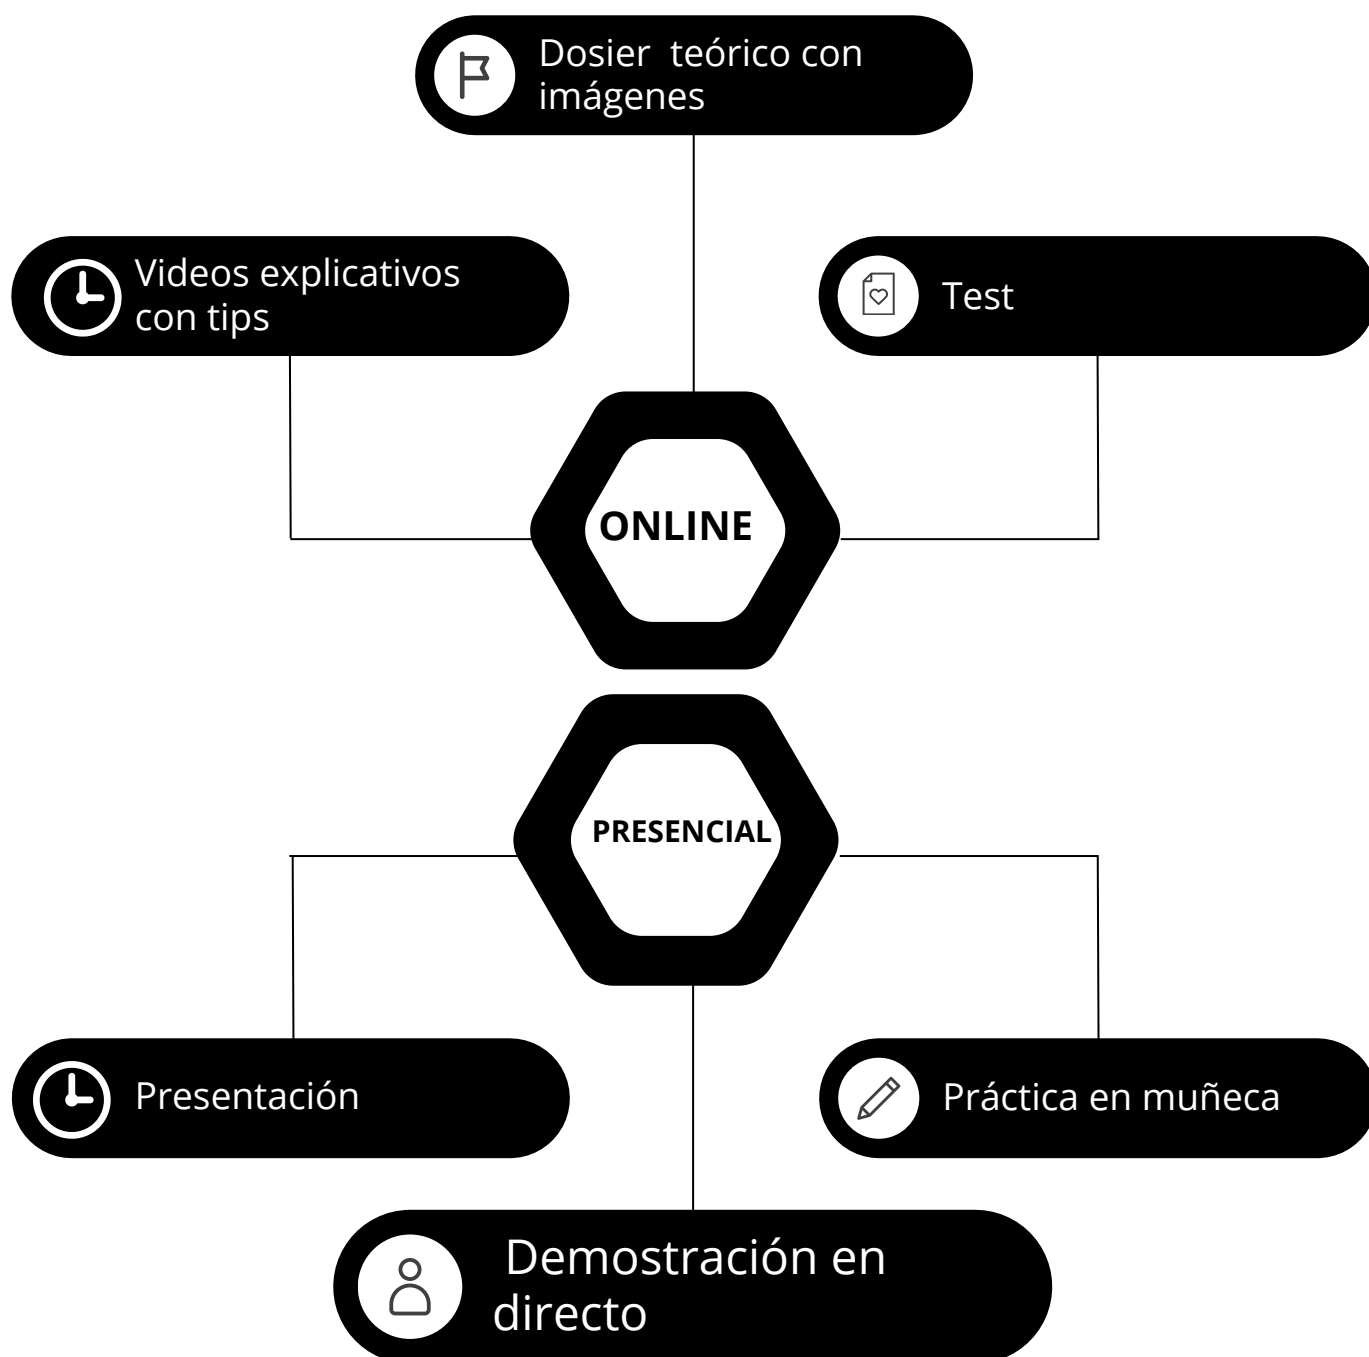 Dosier  teórico con
imágenes
Videos explicativos
con tips
Test
ONLINE
PRESENCIAL
Presentación
Práctica en muñeca
Demostración en
directo